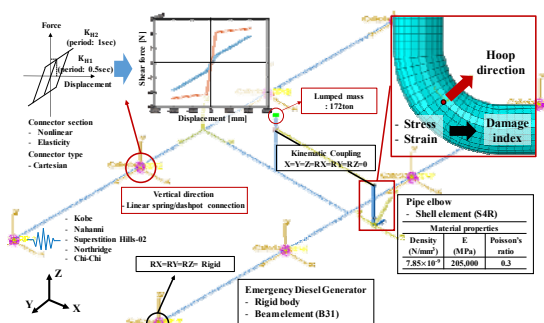 Force
K_H2
(period: 1sec)
K_H1
(period: 0.5sec)
Displacement
Connector section
- Nonlinear
- Elasticity
Connector type
- Cartesian
Shear force [N]
Displacement [mm]
Lumped mass
: 172ton
Kinematic Coupling
X=Y=Z=RX=RY=RZ=0
Hoop
direction
- Stress
- Strain
Damage
index
Vertical direction
- Linear spring/dashpot connection
- Kobe
- Nahanni
- Superstition Hills-02
- Northridge
- Chi-Chi
Pipe elbow
- Shell element (S4R)
Material properties
Density
(N/mm²)
E
(MPa)
Poisson's
ratio
7.85×10⁻⁹
205,000
0.3
RX=RY=RZ= Rigid
Emergency Diesel Generator
- Rigid body
- Beam element (B31)
Z
Y
X